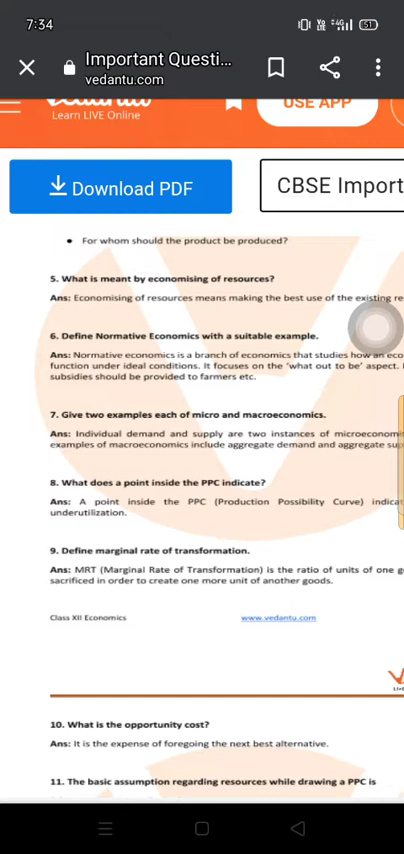 7:34
4G
51
Important Questi...
vedantu.com
Learn LIVE Online
USE APP
Download PDF
CBSE Import
• For whom should the product be produced?
5. What is meant by economising of resources?
Ans: Economising of resources means making the best use of the existing re
6. Define Normative Economics with a suitable example.
Ans: Normative economics is a branch of economics that studies how an eco
function under ideal conditions. It focuses on the 'what out to be' aspect.
subsidies should be provided to farmers etc.
7. Give two examples each of micro and macroeconomics.
Ans: Individual demand and supply are two instances of microeconomi
examples of macroeconomics include aggregate demand and aggregate sup
8. What does a point inside the PPC indicate?
Ans: A point inside the PPC (Production Possibility Curve) indicat
underutilization.
9. Define marginal rate of transformation.
Ans: MRT (Marginal Rate of Transformation) is the ratio of units of one g
sacrificed in order to create one more unit of another goods.
Class XII Economics
www.vedantu.com
10. What is the opportunity cost?
Ans: It is the expense of foregoing the next best alternative.
11. The basic assumption regarding resources while drawing a PPC is